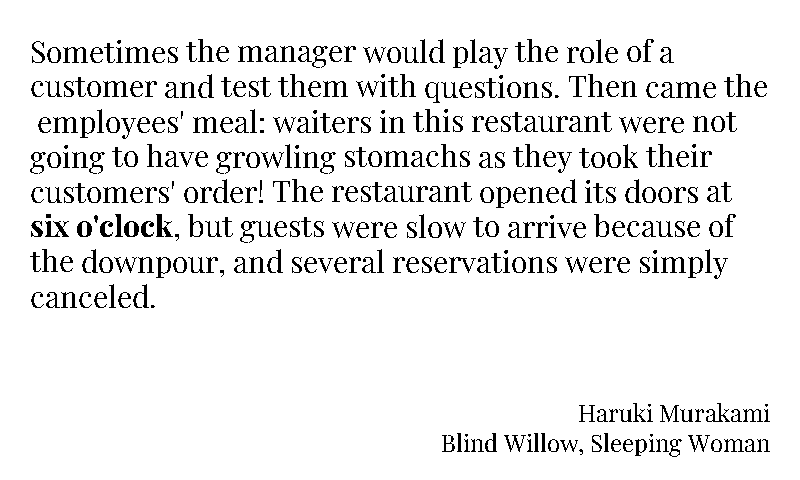 Sometimes the manager would play the role of a
customer and test them with questions. Then came the
employees' meal: waiters in this restaurant were not
going to have growling stomachs as they took their
customers' order! The restaurant opened its doors at
six o'clock, but guests were slow to arrive because of
the downpour, and several reservations were simply
canceled.
Haruki Murakami
Blind Willow, Sleeping Woman